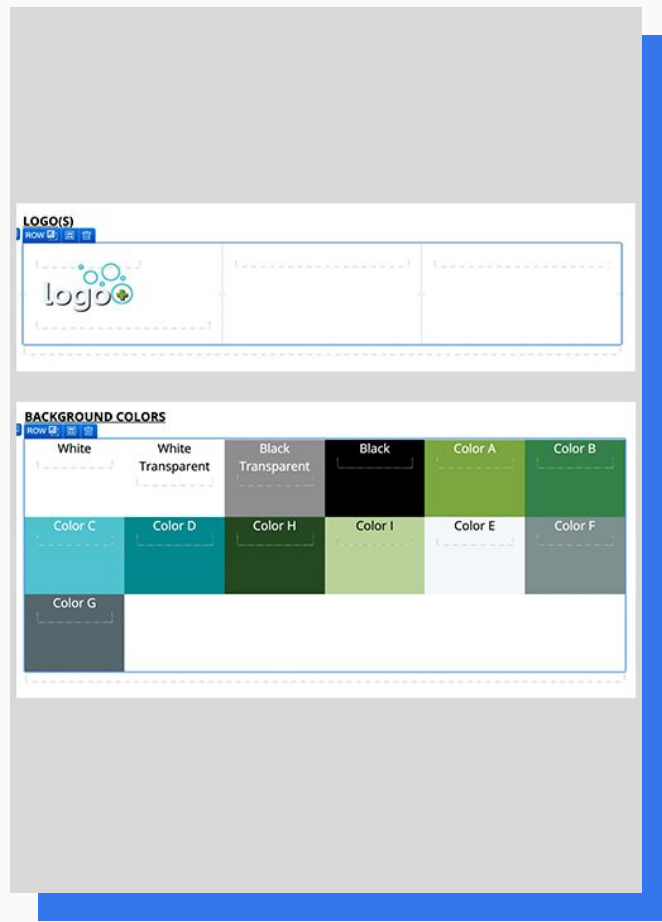 LOGO(S)
ROW
logo
BACKGROUND COLORS
ROW
White
White
Transparent
Black
Transparent
Black
Color A
Color B
Color C
Color D
Color H
Color I
Color E
Color F
Color G